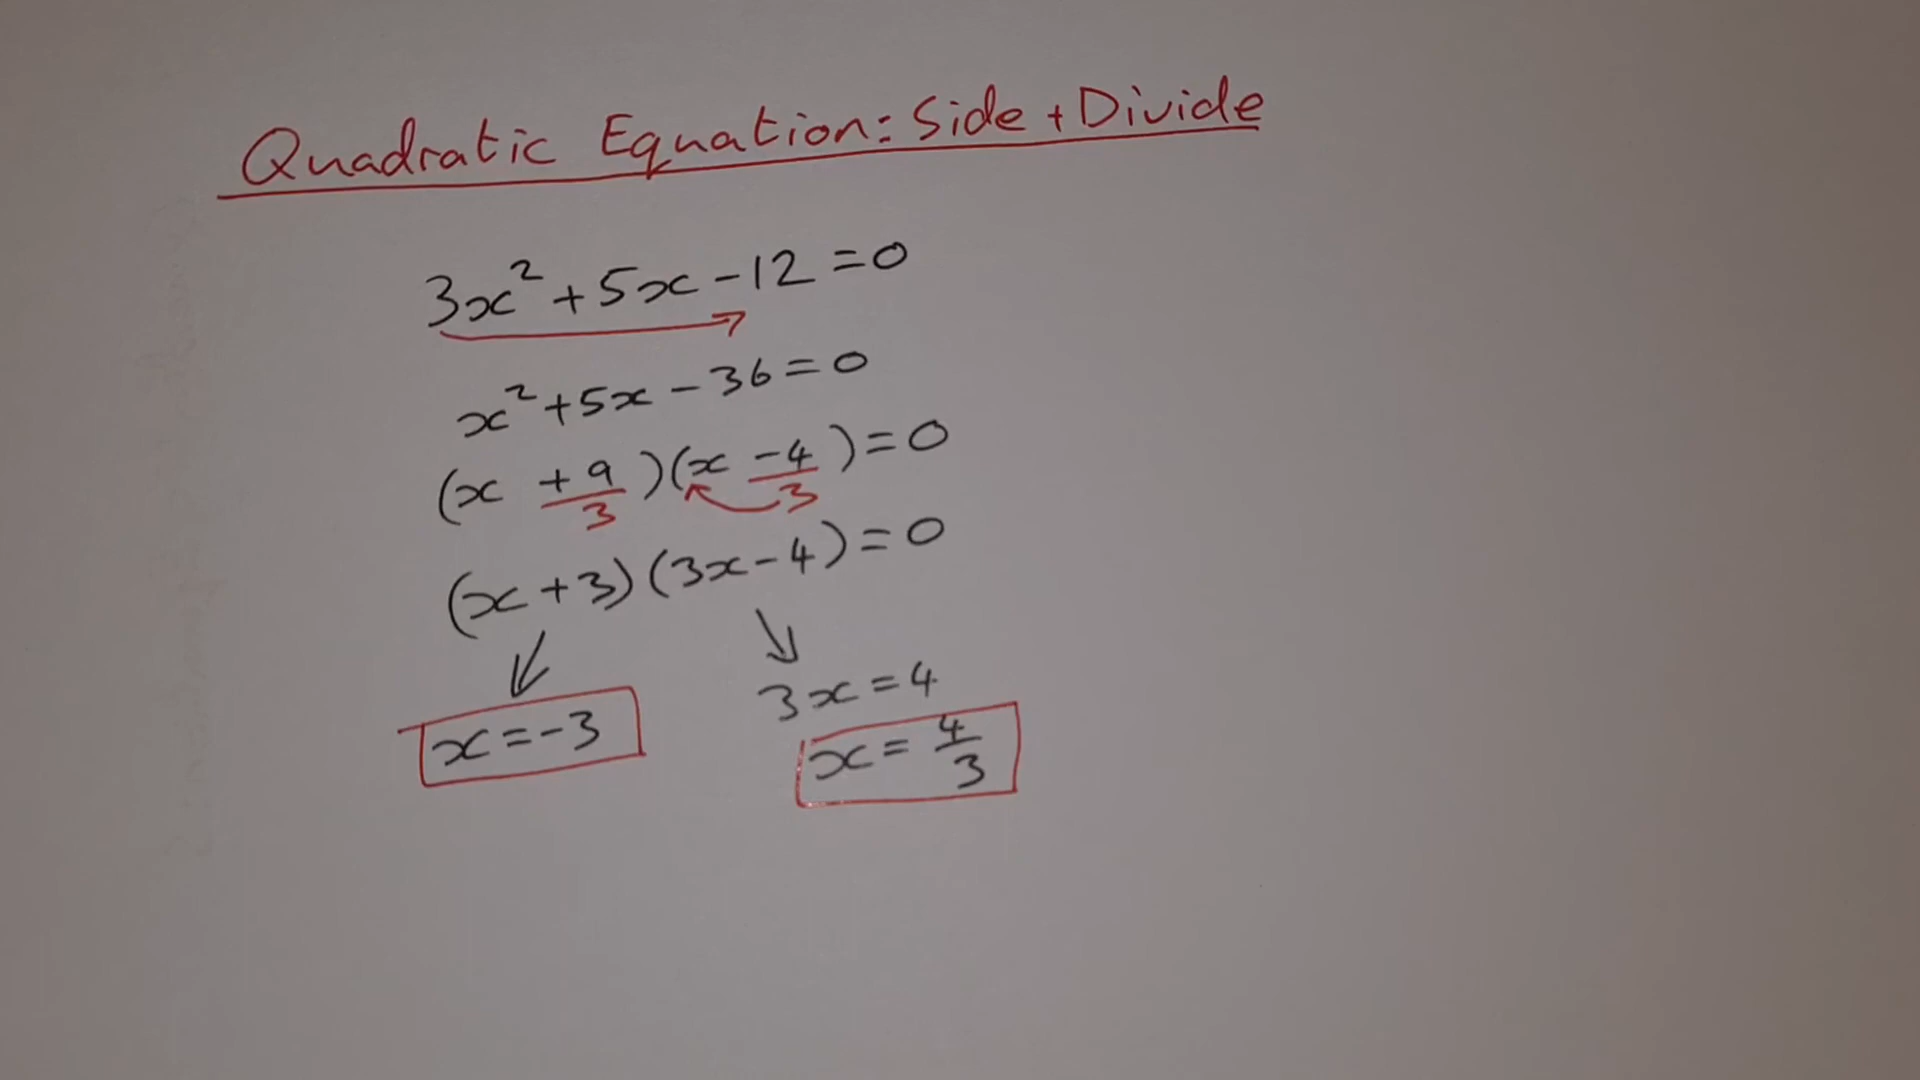 Quadratic Equation: Side + Divide
3x² + 5x - 12 = 0
x² + 5x - 36 = 0
(x + 9/3)(x - 4/3) = 0
(x + 3)(3x - 4) = 0
3x = 4
x = -3
x = 4/3